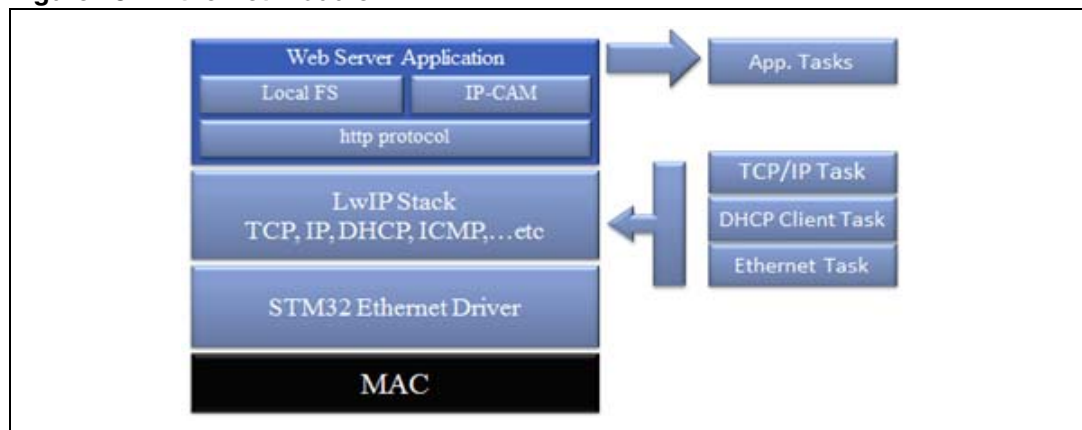 Web Server Application
Local FS
IP-CAM
http protocol
LwIP Stack
TCP, IP, DHCP, ICMP,…etc
STM32 Ethernet Driver
MAC
App. Tasks
TCP/IP Task
DHCP Client Task
Ethernet Task